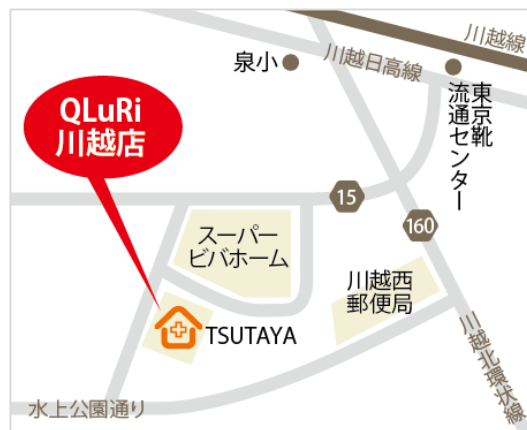 川越線
泉小
川越日高線
東京靴
流通センター
QLuRi
川越店
15
160
スーパー
ビバホーム
川越西
郵便局
TSUTAYA
川越北環状線
水上公園通り